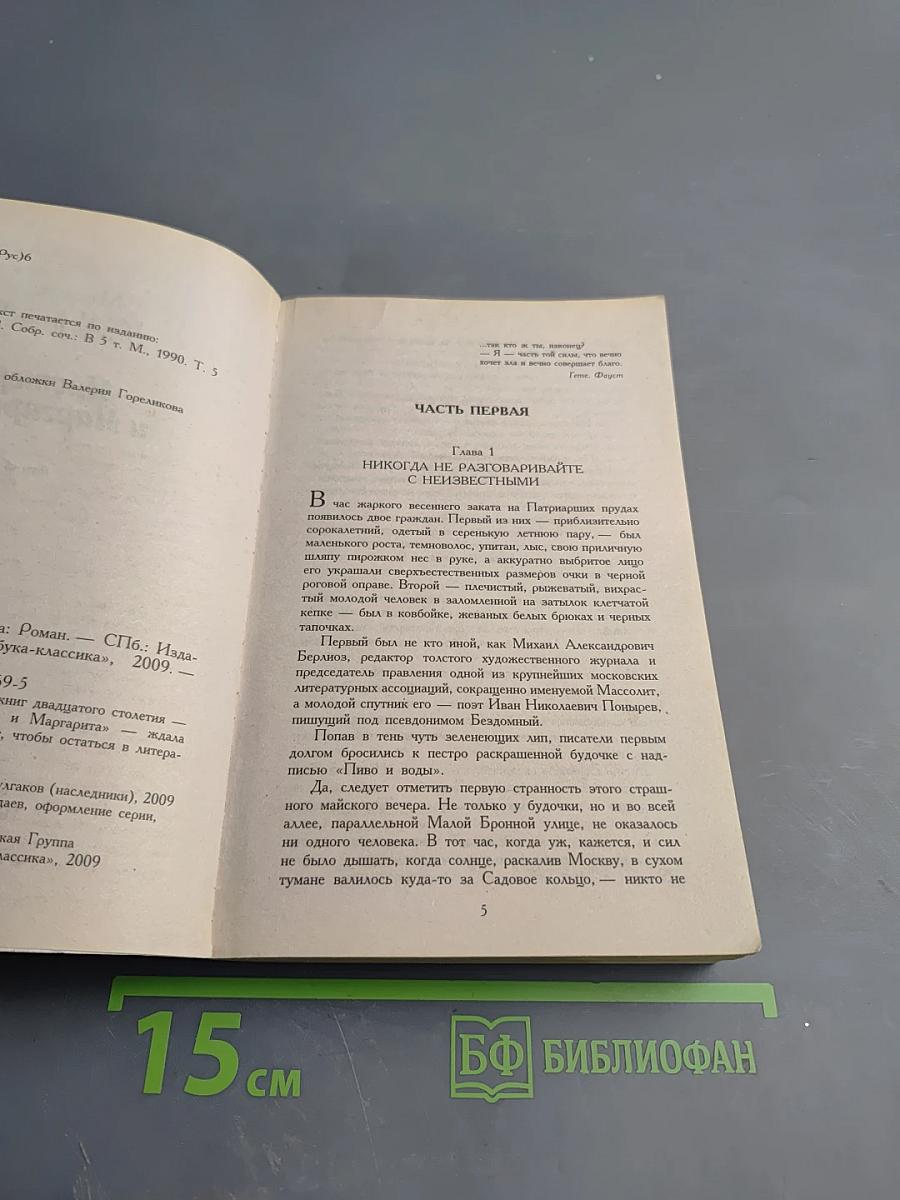 Рус)6
кст печатается по изданию:
Собр. соч.: В 5 т. М., 1990. Т. 5
обложки Валерия Гореликова
а: Роман. — СПб.: Изда-
бука-классика», 2009. —
59-5
книг двадцатого столетия —
и Маргарита» — ждала
чтобы остаться в литера-
улгаков (наследники), 2009
даев, оформление серии,
кая Группа
лассика», 2009
...так кто ж ты, наконец?
— Я — часть той силы, что вечно
хочет зла и вечно совершает благо.
Гете. Фауст
ЧАСТЬ ПЕРВАЯ
Глава 1
НИКОГДА НЕ РАЗГОВАРИВАЙТЕ
С НЕИЗВЕСТНЫМИ
В час жаркого весеннего заката на Патриарших прудах
появилось двое граждан. Первый из них — приблизительно
сорокалетний, одетый в серенькую летнюю пару, — был
маленького роста, темноволос, упитан, лыс, свою приличную
шляпу пирожком нес в руке, а аккуратно выбритое лицо
его украшали сверхъестественных размеров очки в черной
роговой оправе. Второй — плечистый, рыжеватый, вихрас-
тый молодой человек в заломленной на затылок клетчатой
кепке — был в ковбойке, жеваных белых брюках и черных
тапочках.
Первый был не кто иной, как Михаил Александрович
Берлиоз, редактор толстого художественного журнала и
председатель правления одной из крупнейших московских
литературных ассоциаций, сокращенно именуемой Массолит,
а молодой спутник его — поэт Иван Николаевич Понырев,
пишущий под псевдонимом Бездомный.
Попав в тень чуть зеленеющих лип, писатели первым
долгом бросились к пестро раскрашенной будочке с над-
писью «Пиво и воды».
Да, следует отметить первую странность этого страш-
ного майского вечера. Не только у будочки, но и во всей
аллее, параллельной Малой Бронной улице, не оказалось
ни одного человека. В тот час, когда уж, кажется, и сил
не было дышать, когда солнце, раскалив Москву, в сухом
тумане валилось куда-то за Садовое кольцо, — никто не
5
15 см
БФ БИБЛИОФАН